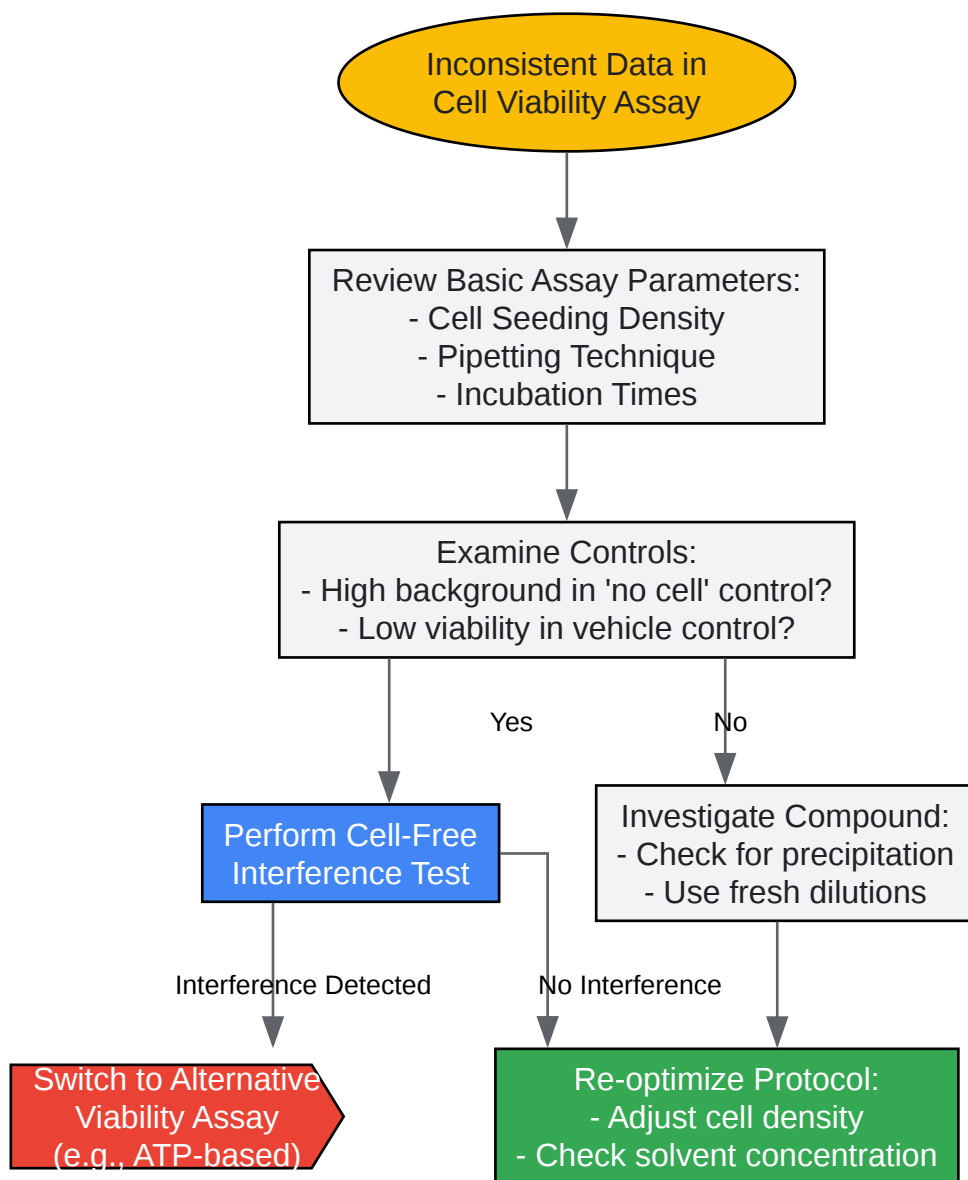 Inconsistent Data in
Cell Viability Assay
Review Basic Assay Parameters:
- Cell Seeding Density
- Pipetting Technique
- Incubation Times
Examine Controls:
- High background in 'no cell' control?
- Low viability in vehicle control?
Yes
No
Perform Cell-Free
Interference Test
Investigate Compound:
- Check for precipitation
- Use fresh dilutions
Interference Detected
No Interference
Switch to Alternative
Viability Assay
(e.g., ATP-based)
Re-optimize Protocol:
- Adjust cell density
- Check solvent concentration